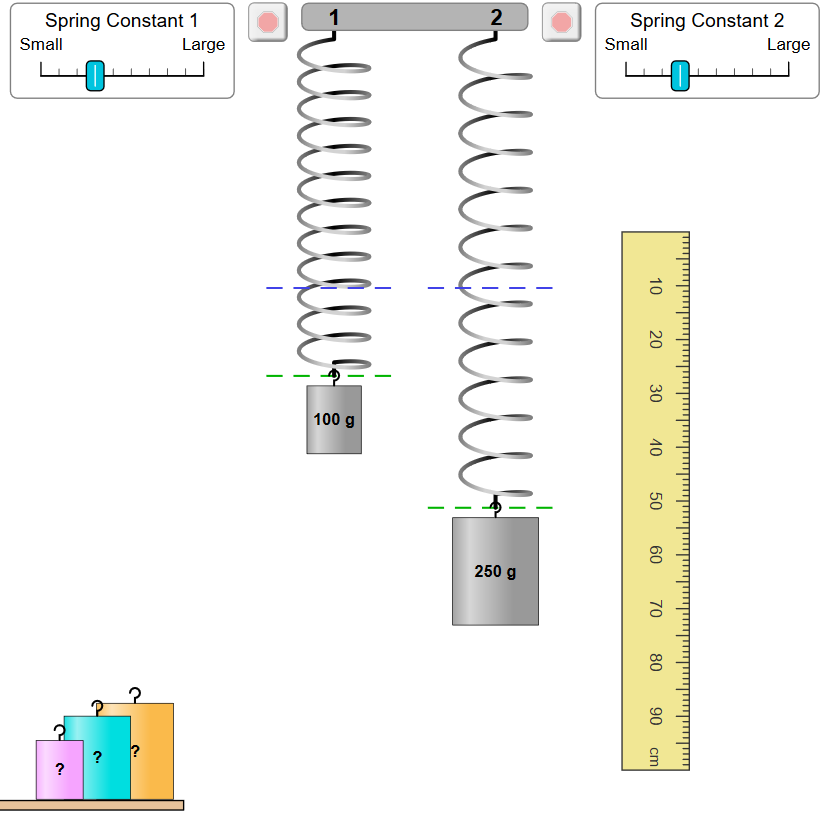 Spring Constant 1
Small Large
1 2
Spring Constant 2
Small Large
100 g
250 g
10
20
30
40
50
60
70
80
90
cm
?
?
?